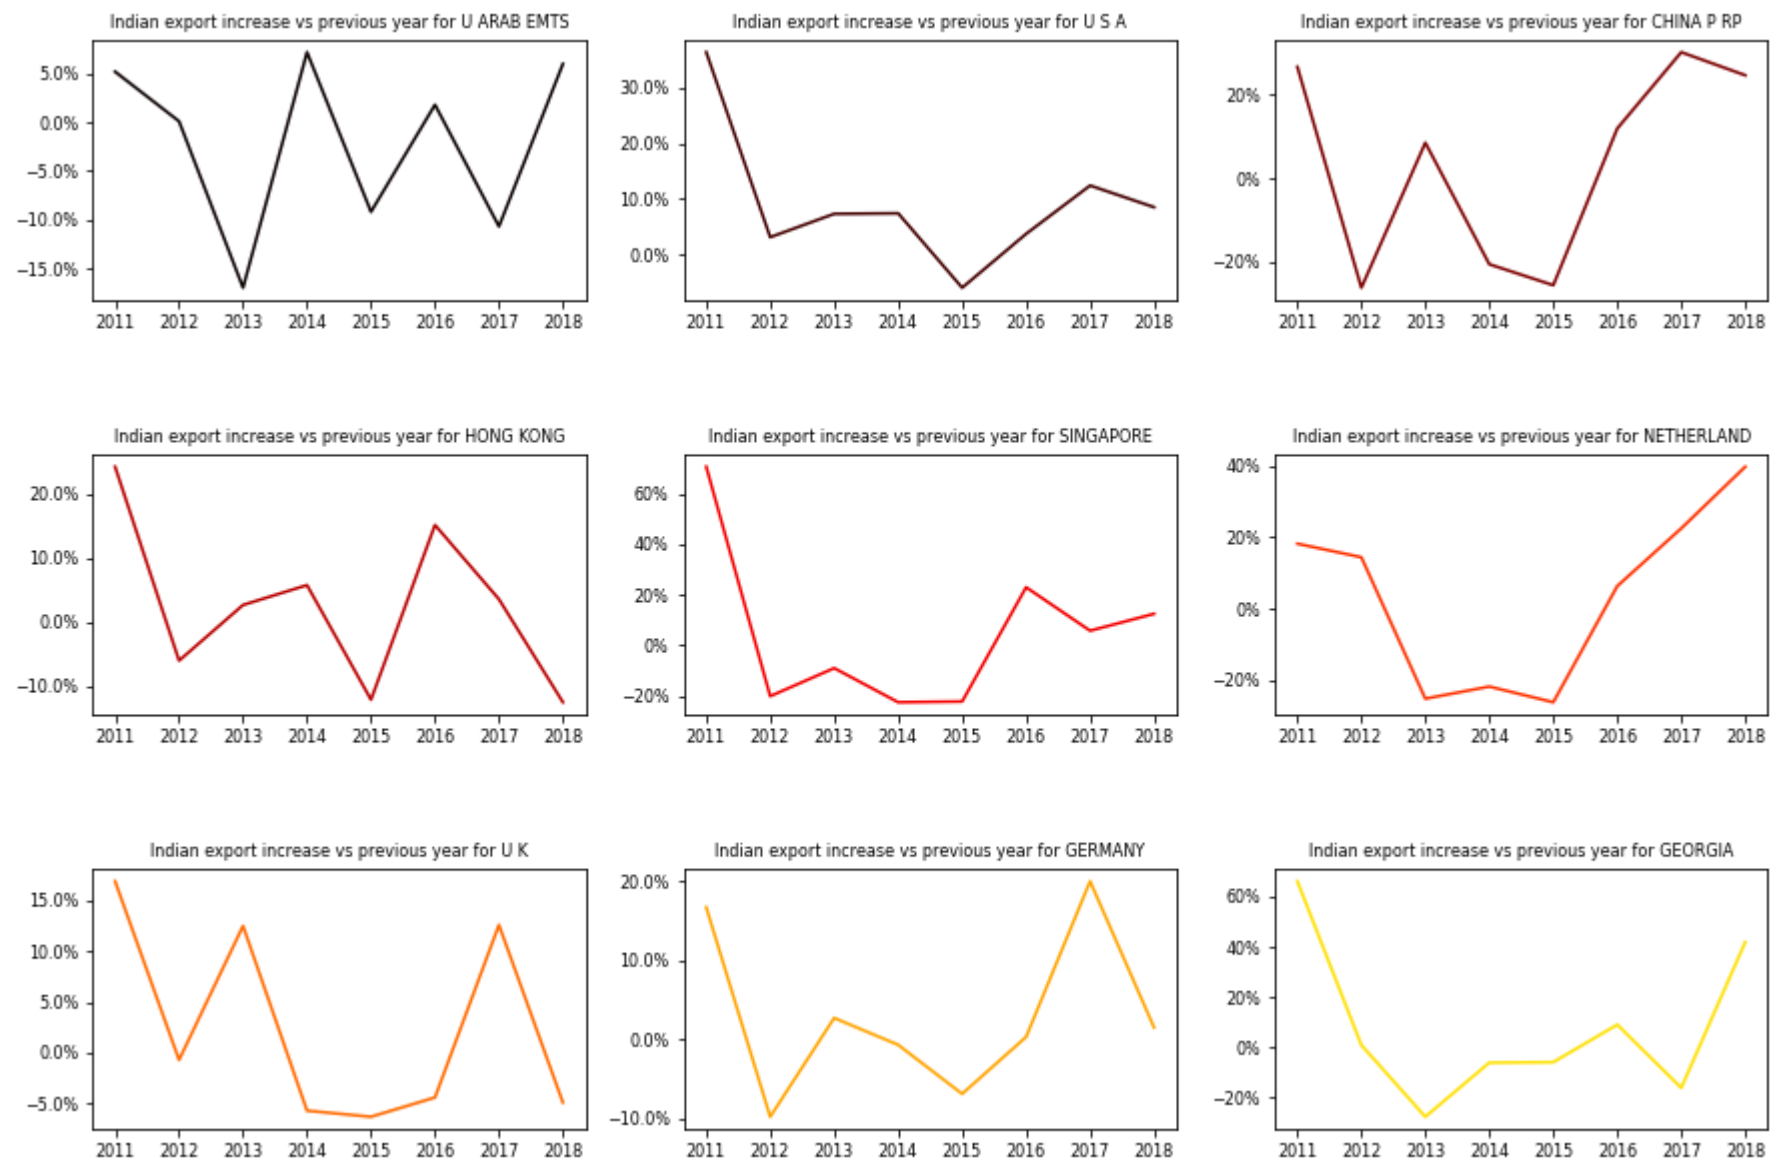 Indian export increase vs previous year for U ARAB EMTS
5.0%
0.0%
−5.0%
−10.0%
−15.0%
2011 2012 2013 2014 2015 2016 2017 2018
Indian export increase vs previous year for U S A
30.0%
20.0%
10.0%
0.0%
2011 2012 2013 2014 2015 2016 2017 2018
Indian export increase vs previous year for CHINA P RP
20%
0%
−20%
2011 2012 2013 2014 2015 2016 2017 2018
Indian export increase vs previous year for HONG KONG
20.0%
10.0%
0.0%
−10.0%
2011 2012 2013 2014 2015 2016 2017 2018
Indian export increase vs previous year for SINGAPORE
60%
40%
20%
0%
−20%
2011 2012 2013 2014 2015 2016 2017 2018
Indian export increase vs previous year for NETHERLAND
40%
20%
0%
−20%
2011 2012 2013 2014 2015 2016 2017 2018
Indian export increase vs previous year for U K
15.0%
10.0%
5.0%
0.0%
−5.0%
2011 2012 2013 2014 2015 2016 2017 2018
Indian export increase vs previous year for GERMANY
20.0%
10.0%
0.0%
−10.0%
2011 2012 2013 2014 2015 2016 2017 2018
Indian export increase vs previous year for GEORGIA
60%
40%
20%
0%
−20%
2011 2012 2013 2014 2015 2016 2017 2018